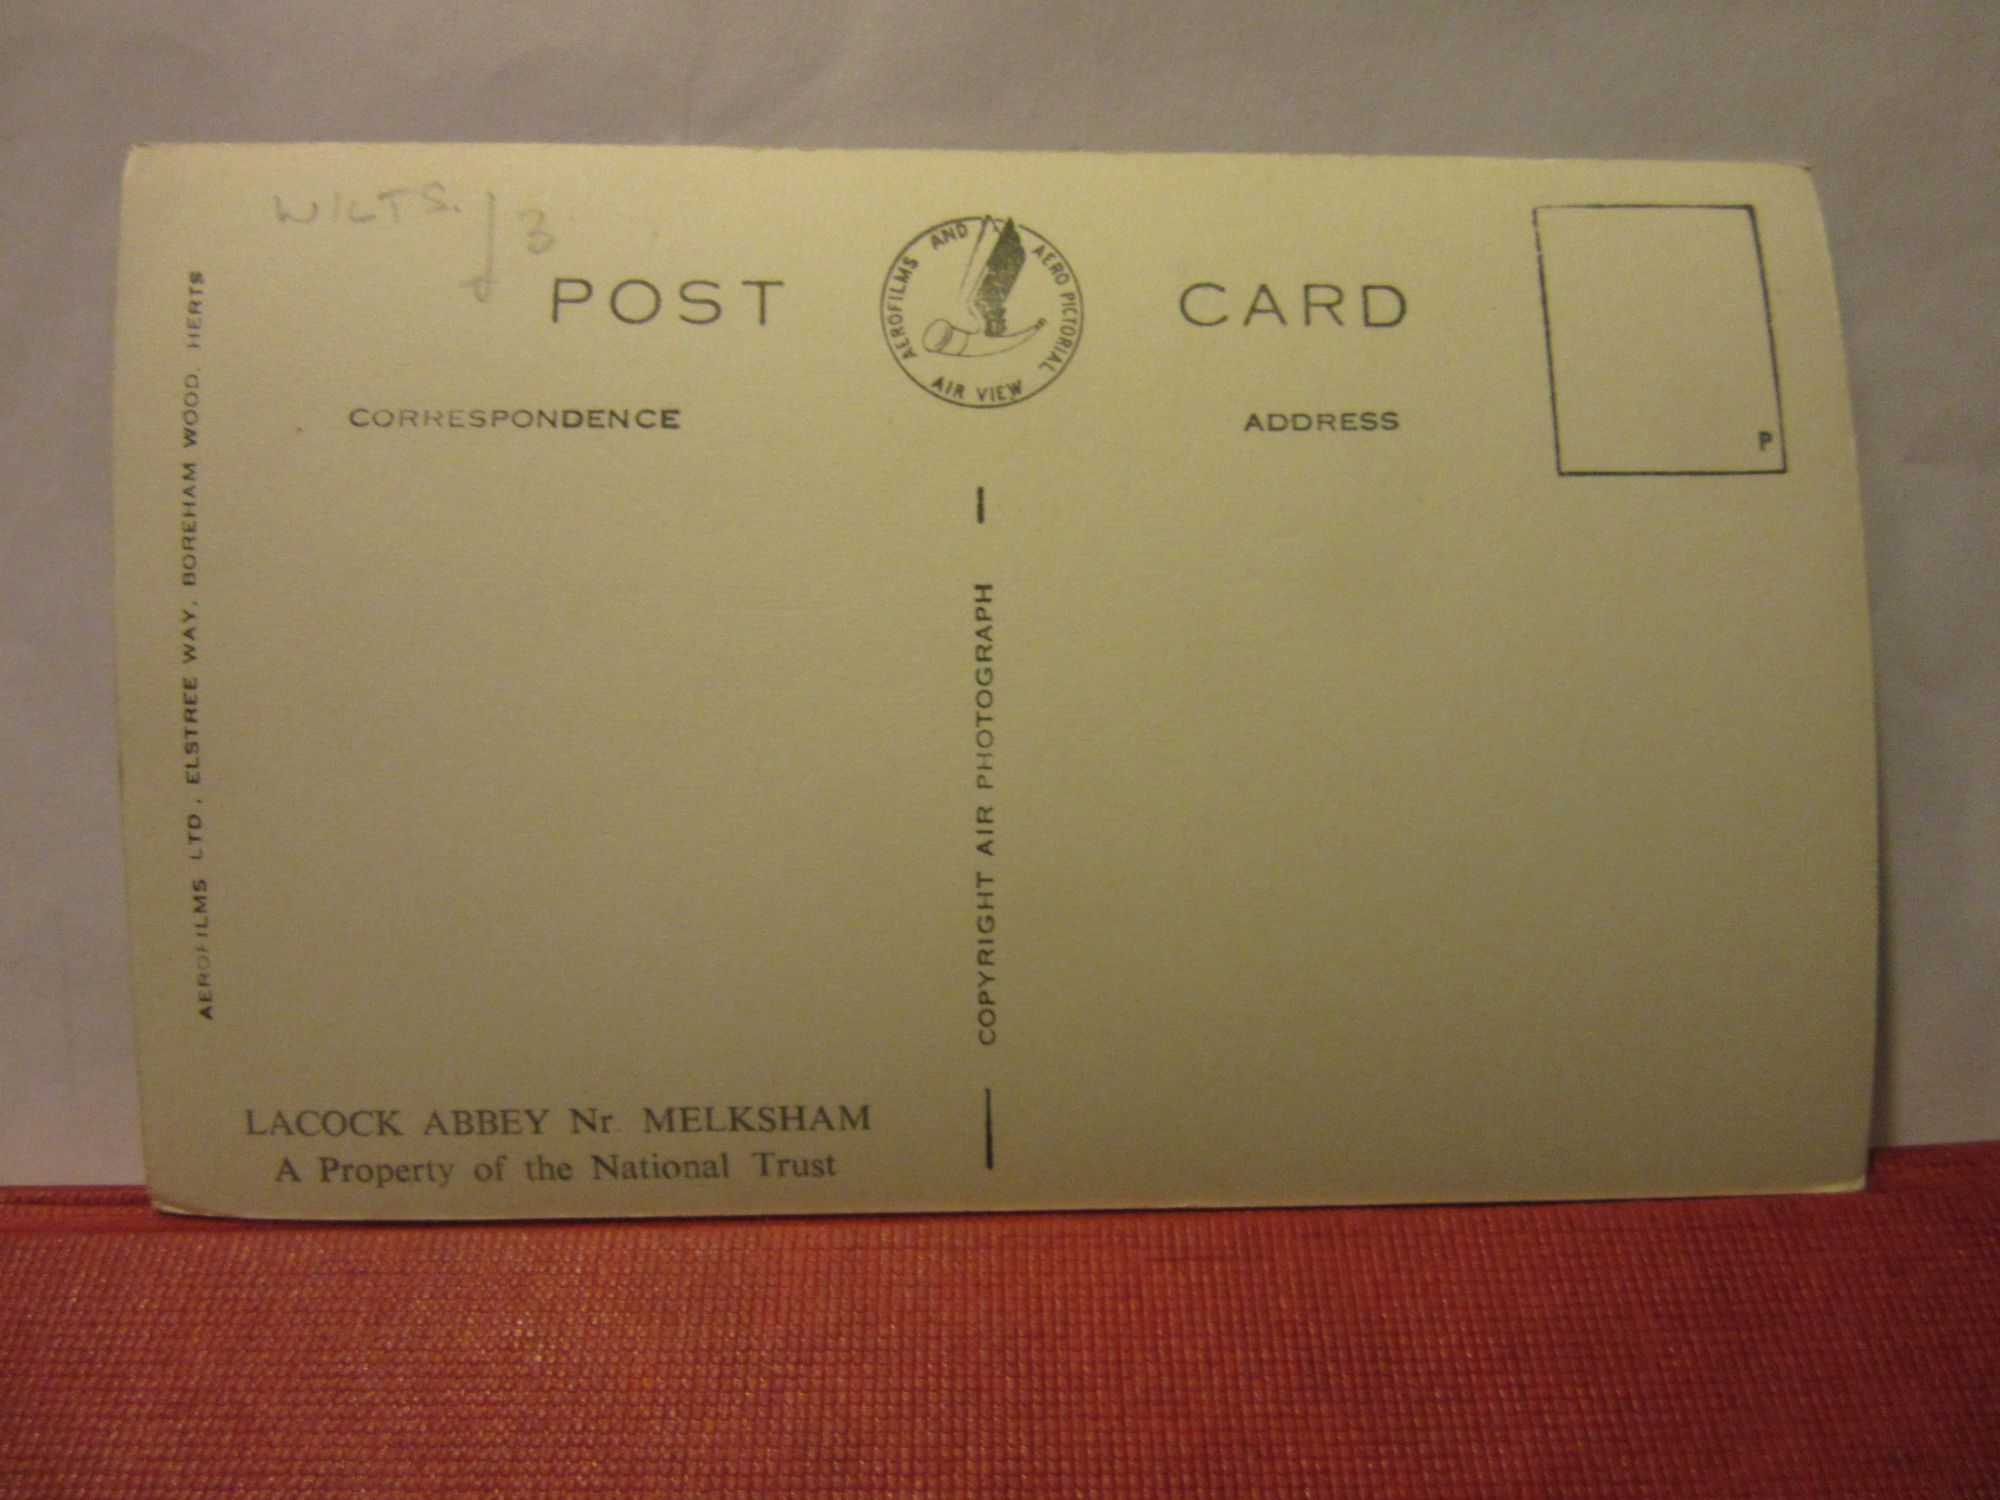 WILTS. 3
POST CARD
AEROFILMS AND AERO PICTORIAL
AIR VIEW
CORRESPONDENCE
ADDRESS
P
AEROFILMS LTD. ELSTREE WAY, BOREHAM WOOD, HERTS
COPYRIGHT AIR PHOTOGRAPH
LACOCK ABBEY Nr. MELKSHAM
A Property of the National Trust